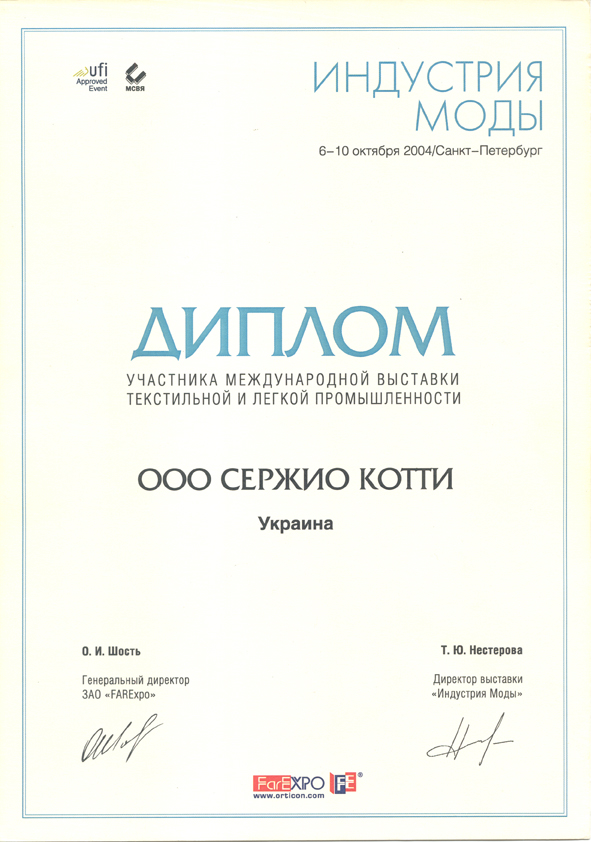 ufi
Approved
Event
МСВЯ
ИНДУСТРИЯ
МОДЫ
6–10 октября 2004/Санкт–Петербург
ДИПЛОМ
УЧАСТНИКА МЕЖДУНАРОДНОЙ ВЫСТАВКИ
ТЕКСТИЛЬНОЙ И ЛЕГКОЙ ПРОМЫШЛЕННОСТИ
ООО СЕРЖИО КОТТИ
Украина
О. И. Шость
Генеральный директор
ЗАО «FARExpo»
Т. Ю. Нестерова
Директор выставки
«Индустрия Моды»
FarEXPO FE®
www.orticon.com